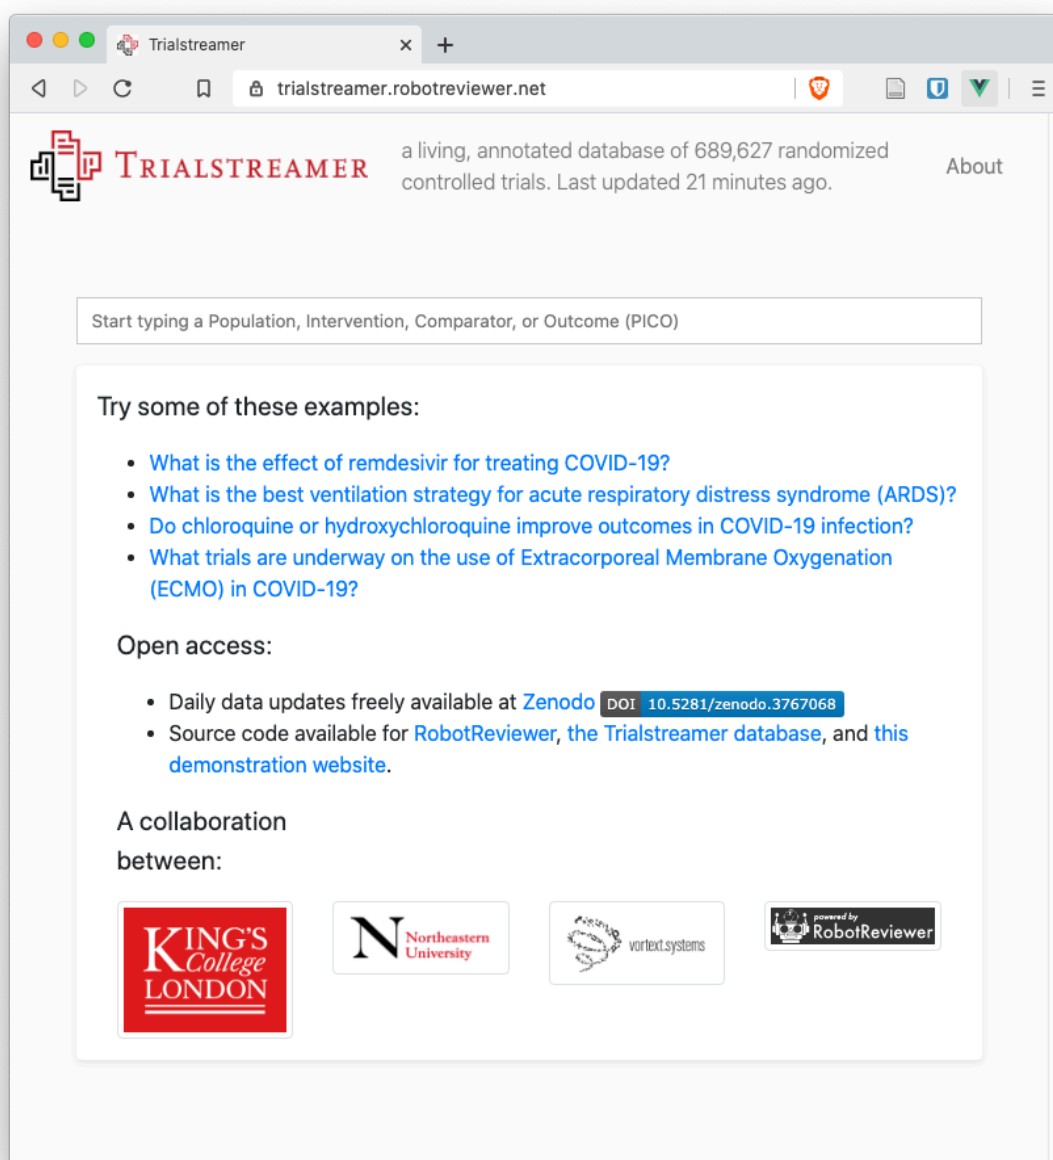 Trialstreamer
trialstreamer.robotreviewer.net
TRIALSTREAMER
a living, annotated database of 689,627 randomized
controlled trials. Last updated 21 minutes ago.
About
Start typing a Population, Intervention, Comparator, or Outcome (PICO)
Try some of these examples:
• What is the effect of remdesivir for treating COVID-19?
• What is the best ventilation strategy for acute respiratory distress syndrome (ARDS)?
• Do chloroquine or hydroxychloroquine improve outcomes in COVID-19 infection?
• What trials are underway on the use of Extracorporeal Membrane Oxygenation
(ECMO) in COVID-19?
Open access:
• Daily data updates freely available at Zenodo DOI 10.5281/zenodo.3767068
• Source code available for RobotReviewer, the Trialstreamer database, and this
demonstration website.
A collaboration
between:
KING'S
College
LONDON
N Northeastern
University
vortext.systems
powered by
RobotReviewer